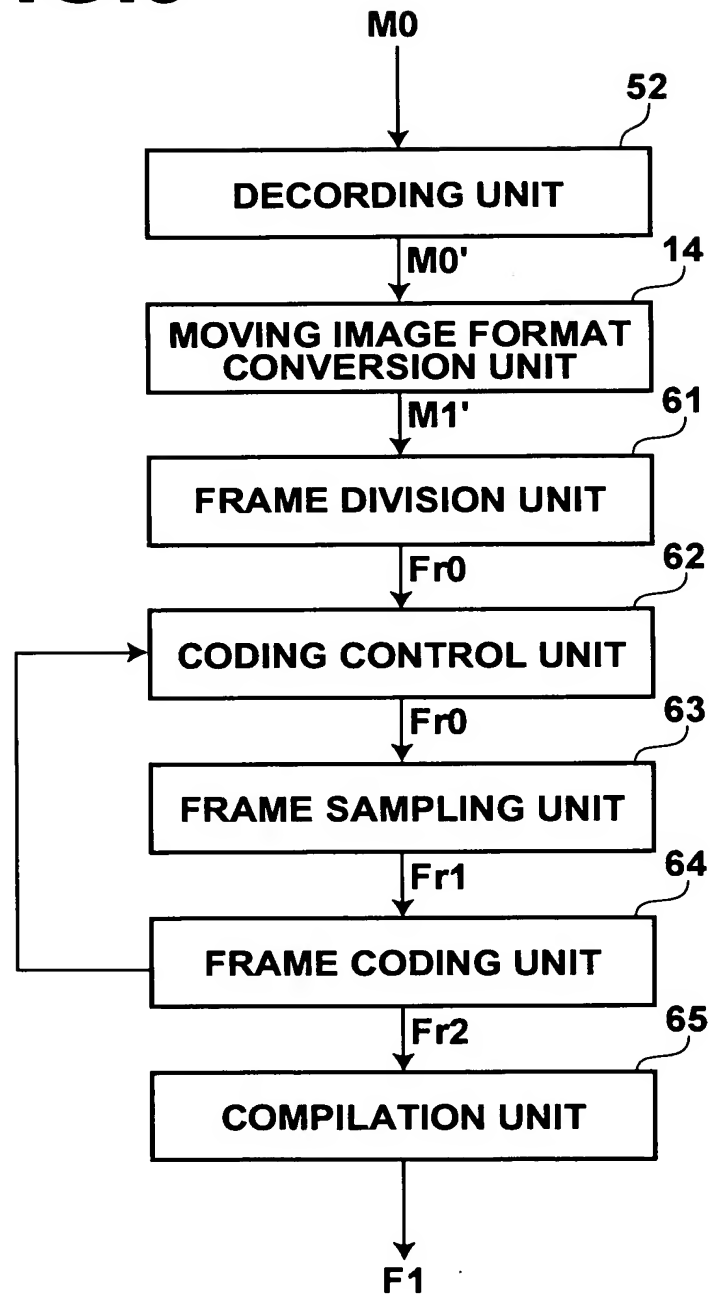 M0
52
DECORDING UNIT
M0'
14
MOVING IMAGE FORMAT
CONVERSION UNIT
M1'
61
FRAME DIVISION UNIT
Fr0
62
CODING CONTROL UNIT
Fr0
63
FRAME SAMPLING UNIT
Fr1
64
FRAME CODING UNIT
Fr2
65
COMPILATION UNIT
F1